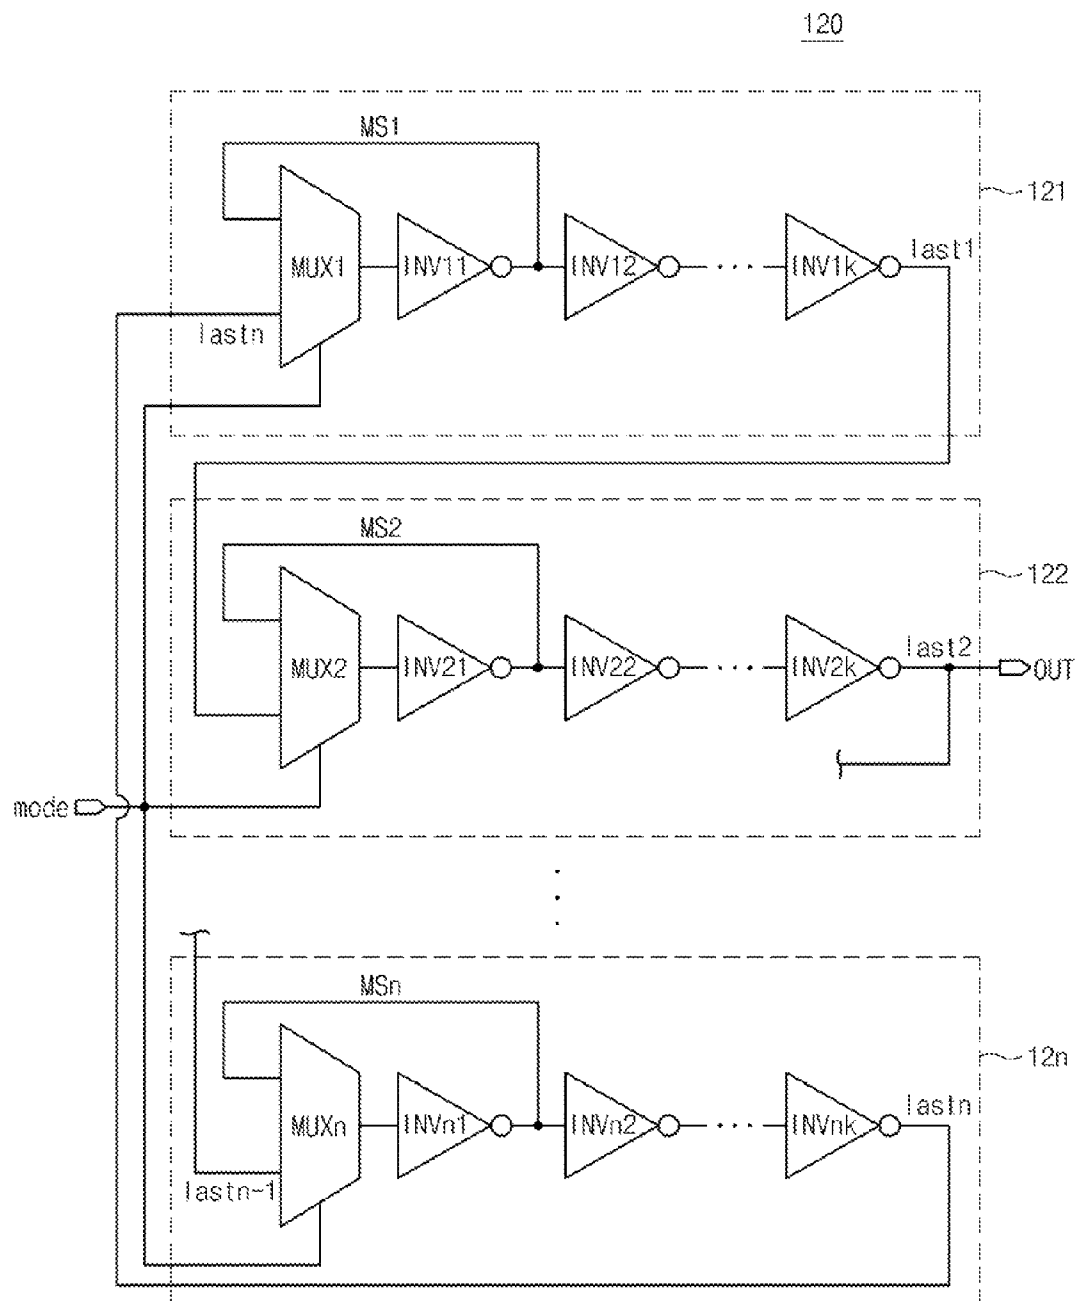 120
MS1
121
MUX1
INV11
INV12
...
INV1k
last1
lastn
MS2
122
MUX2
INV21
INV22
...
INV2k
last2
OUT
mode
MSn
12n
MUXn
INVn1
INVn2
...
INVnk
lastn
lastn-1